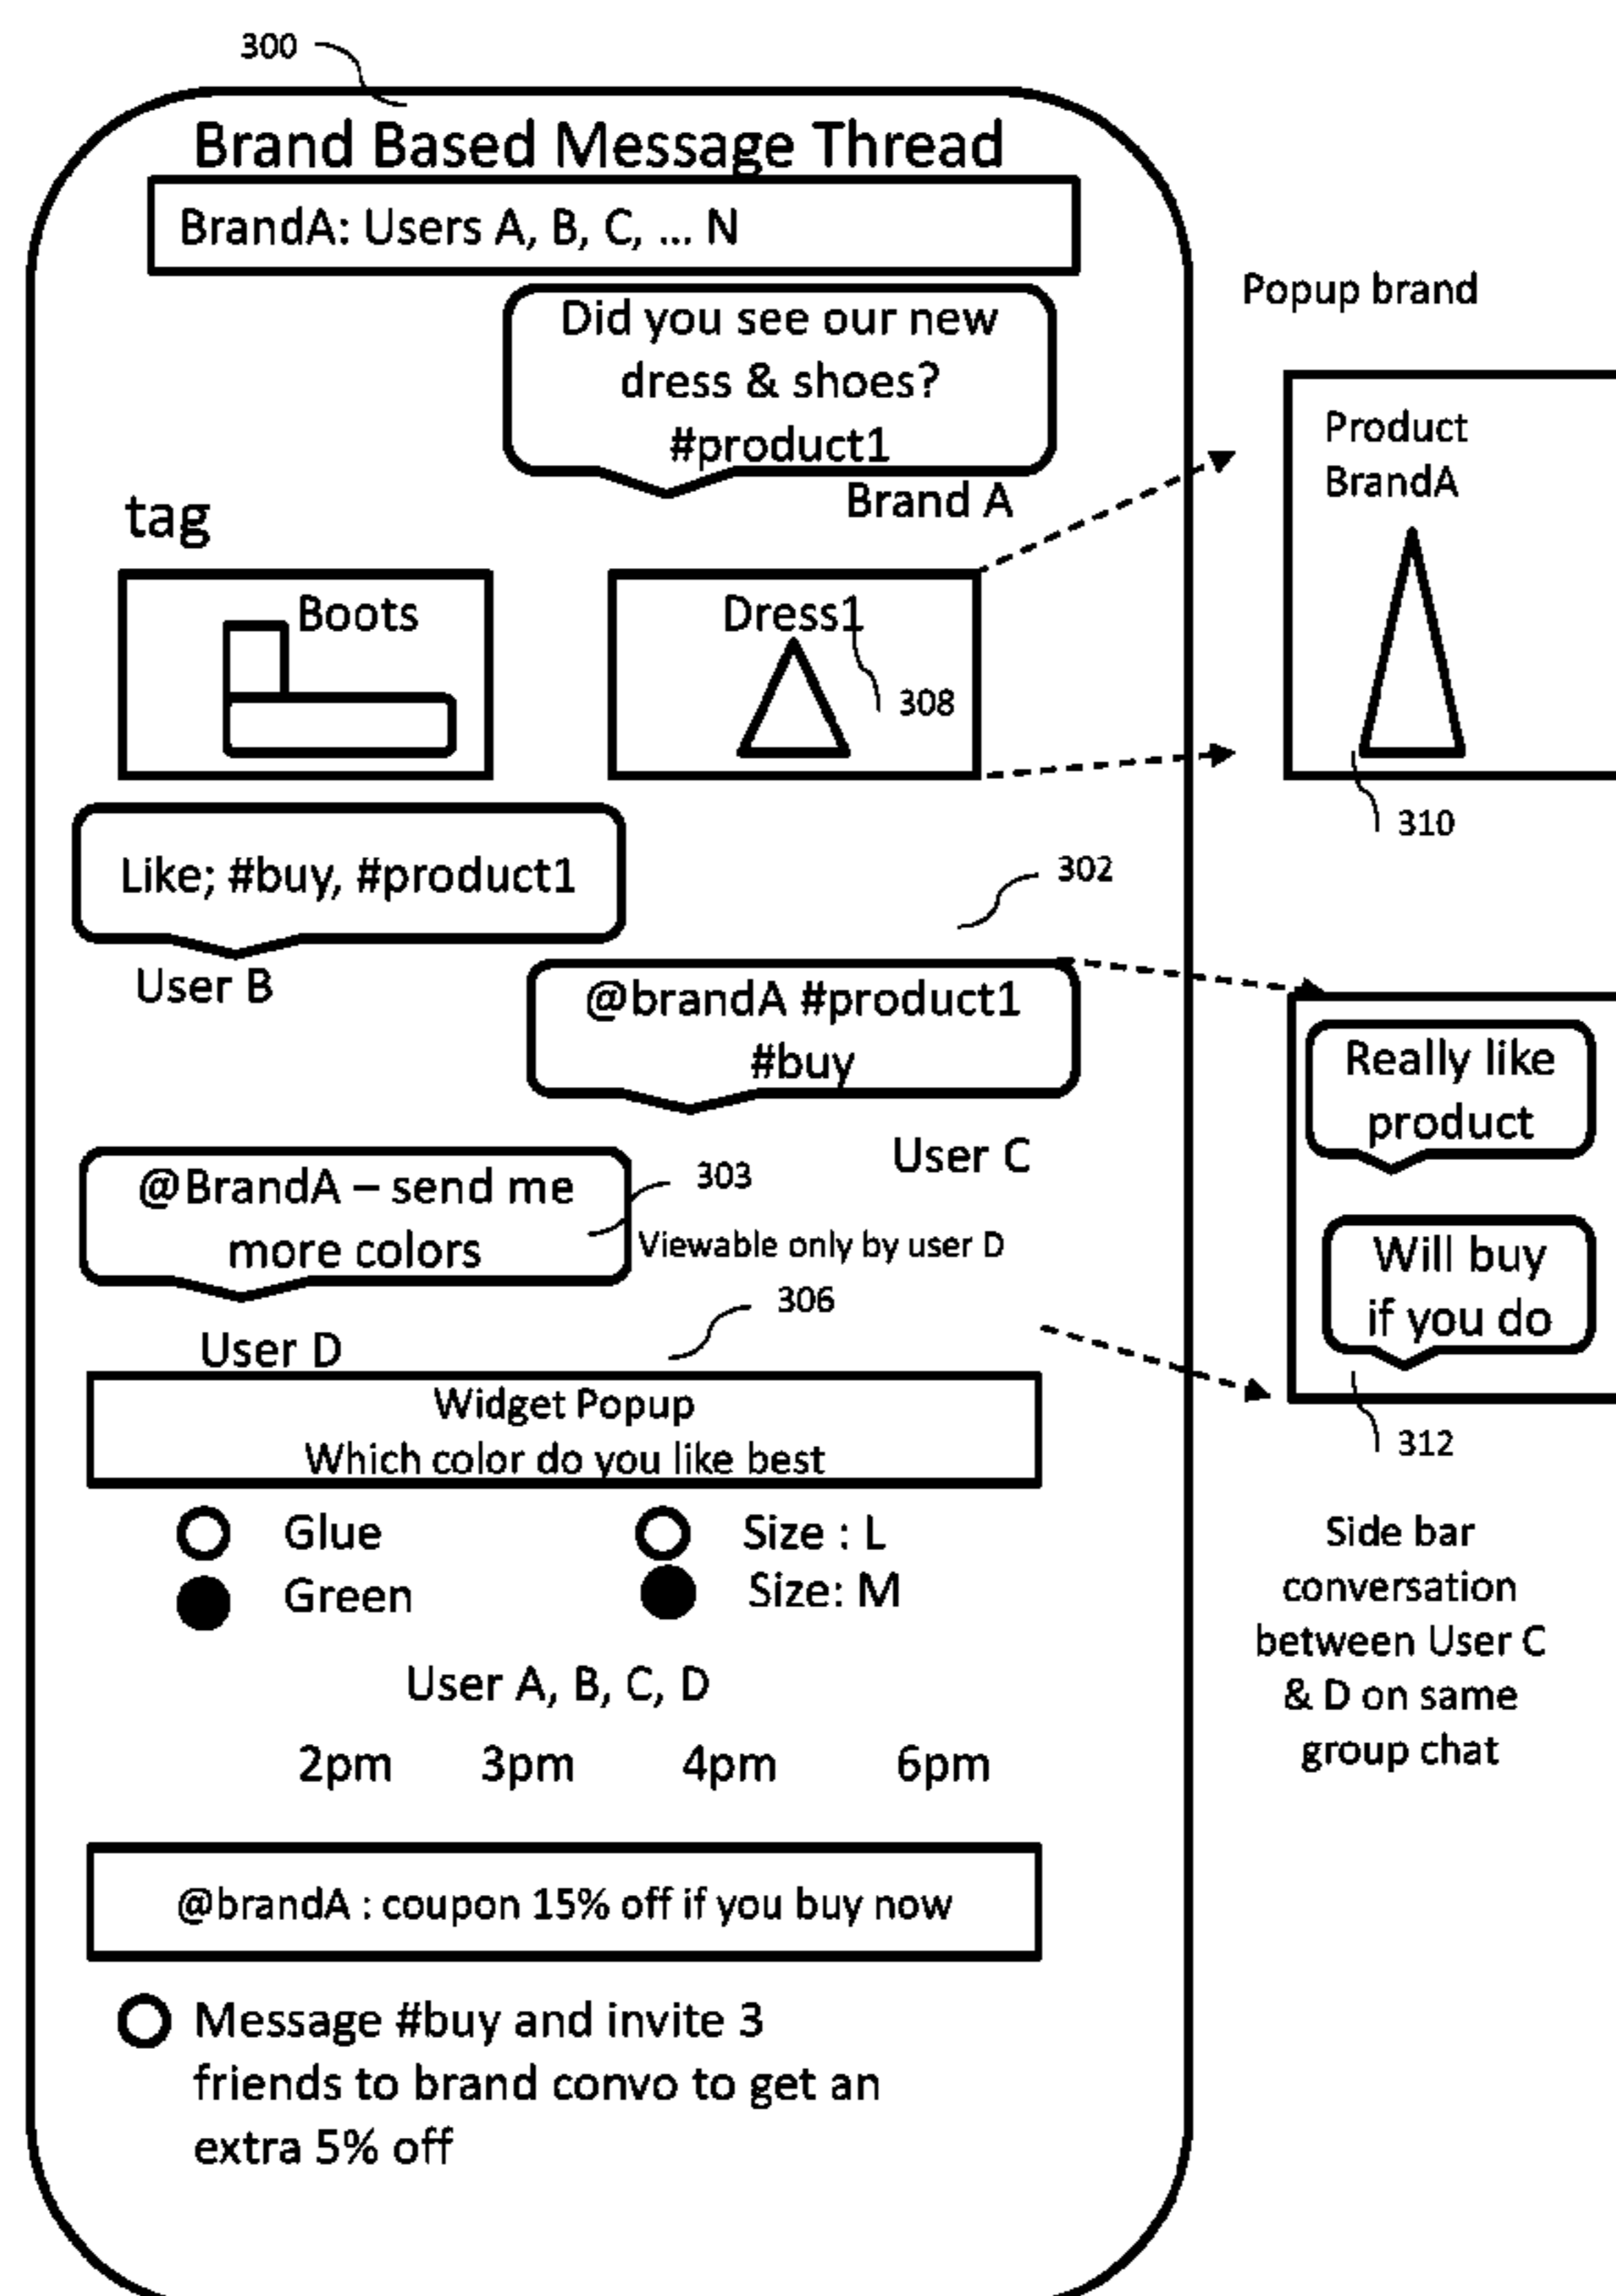 300
Brand Based Message Thread
BrandA: Users A, B, C, ... N
Did you see our new
dress & shoes?
#product1
Brand A
tag
Boots
Dress1
308
Like; #buy, #product1
User B
302
@brandA #product1
#buy
User C
@BrandA – send me
more colors
303
Viewable only by user D
User D
306
Widget Popup
Which color do you like best
Glue
Size : L
Green
Size: M
User A, B, C, D
2pm 3pm 4pm 6pm
@brandA : coupon 15% off if you buy now
Message #buy and invite 3
friends to brand convo to get an
extra 5% off
Popup brand
Product
BrandA
310
Really like
product
Will buy
if you do
312
Side bar
conversation
between User C
& D on same
group chat